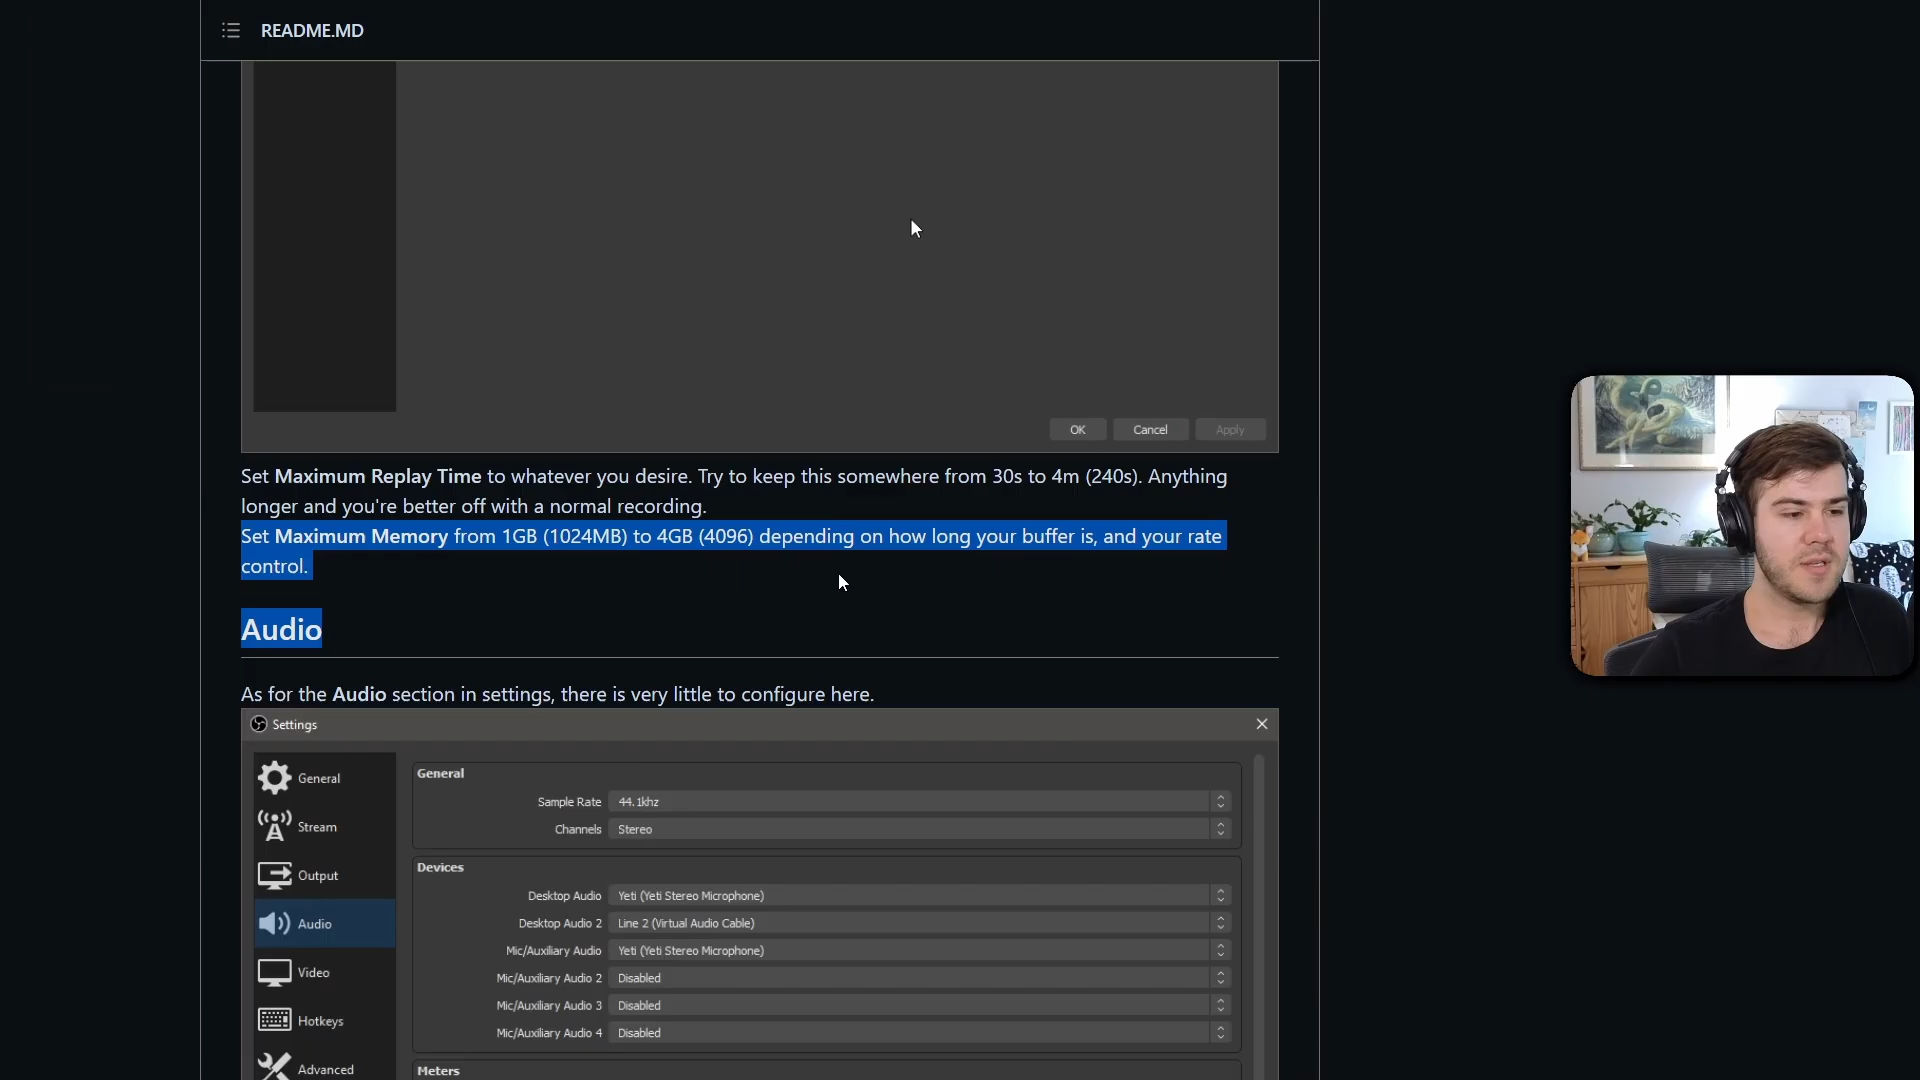 README.MD
OK Cancel Apply
Set Maximum Replay Time to whatever you desire. Try to keep this somewhere from 30s to 4m (240s). Anything
longer and you're better off with a normal recording.
Set Maximum Memory from 1GB (1024MB) to 4GB (4096) depending on how long your buffer is, and your rate
control.
Audio
As for the Audio section in settings, there is very little to configure here.
Settings
General
Stream
Output
Audio
Video
Hotkeys
Advanced
General
Sample Rate 44.1khz
Channels Stereo
Devices
Desktop Audio Yeti (Yeti Stereo Microphone)
Desktop Audio 2 Line 2 (Virtual Audio Cable)
Mic/Auxiliary Audio Yeti (Yeti Stereo Microphone)
Mic/Auxiliary Audio 2 Disabled
Mic/Auxiliary Audio 3 Disabled
Mic/Auxiliary Audio 4 Disabled
Meters